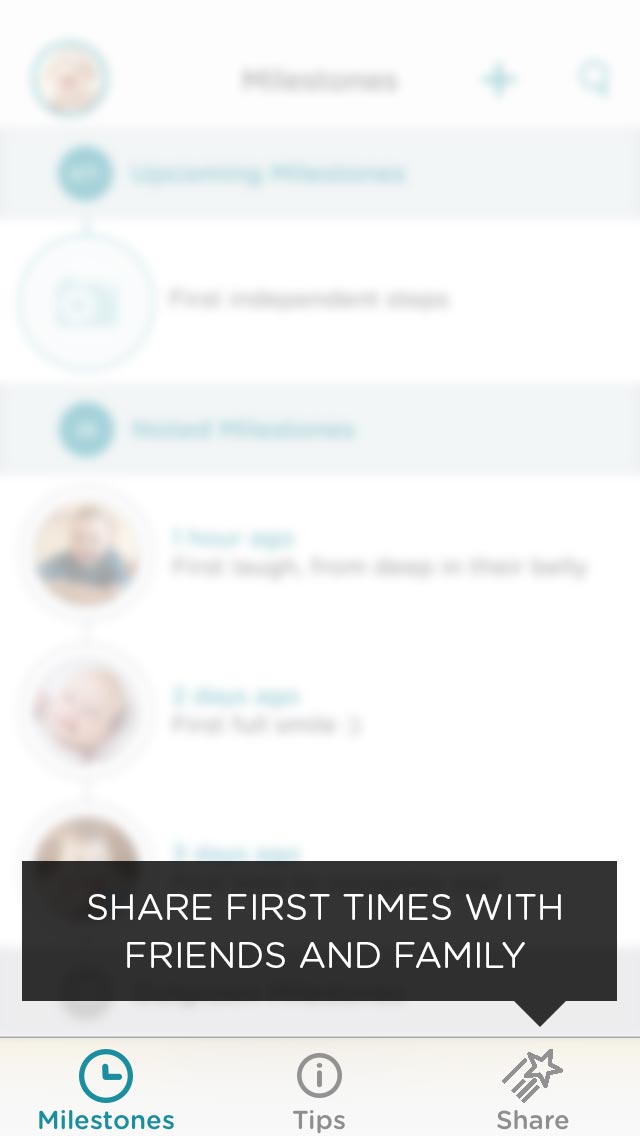 Milestones
Upcoming Milestones
First independent steps
Noted Milestones
1 hour ago
First laugh, from deep in their belly
2 days ago
First full smile :)
3 days ago
SHARE FIRST TIMES WITH
FRIENDS AND FAMILY
Milestones
Tips
Share